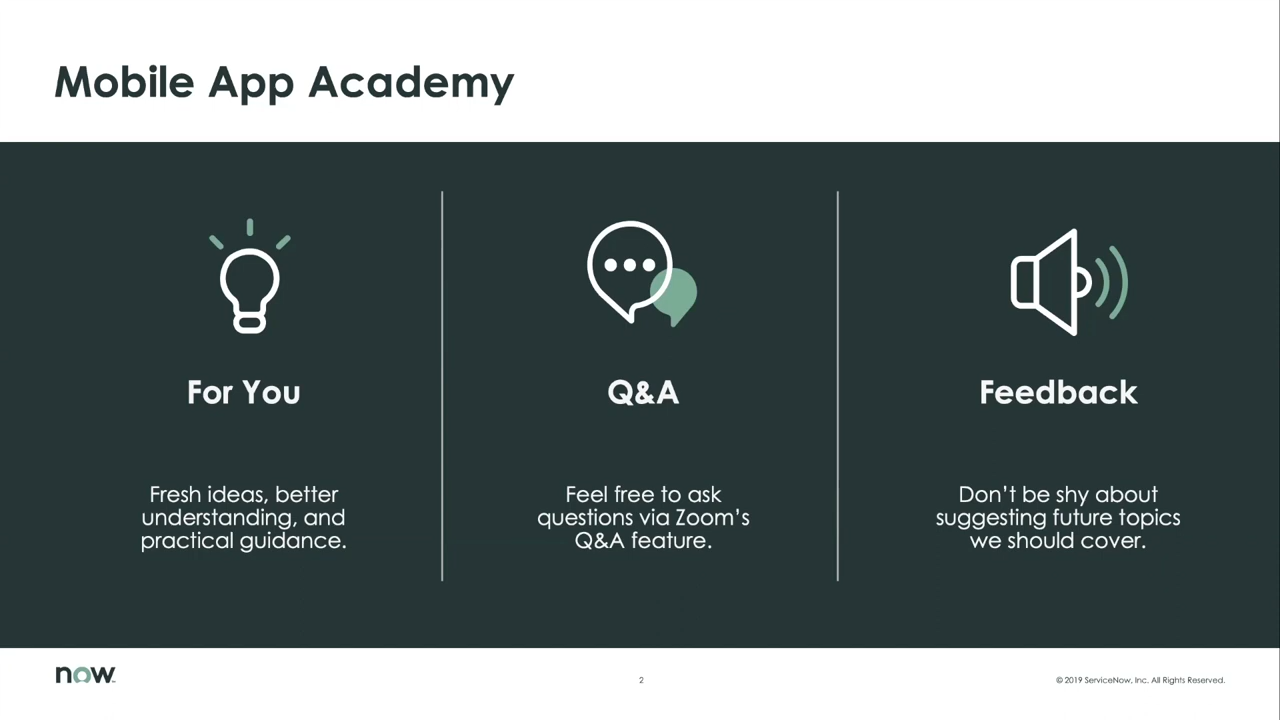 Mobile App Academy
For You
Fresh ideas, better
understanding, and
practical guidance.
Q&A
Feel free to ask
questions via Zoom’s
Q&A feature.
Feedback
Don’t be shy about
suggesting future topics
we should cover.
now
2
© 2019 ServiceNow, Inc. All Rights Reserved.